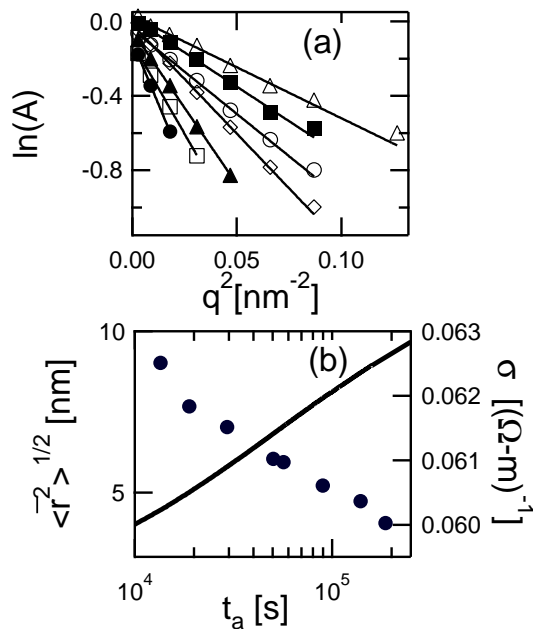 (a)
0.0
-0.4
-0.8
ln(A)
0.00 0.05 0.10
q²[nm⁻²]
(b)
10
5
<r̅²>^1/2 [nm]
0.063
0.062
0.061
0.060
σ [(Ω-m)⁻¹]
10⁴ 10⁵
tₐ [s]